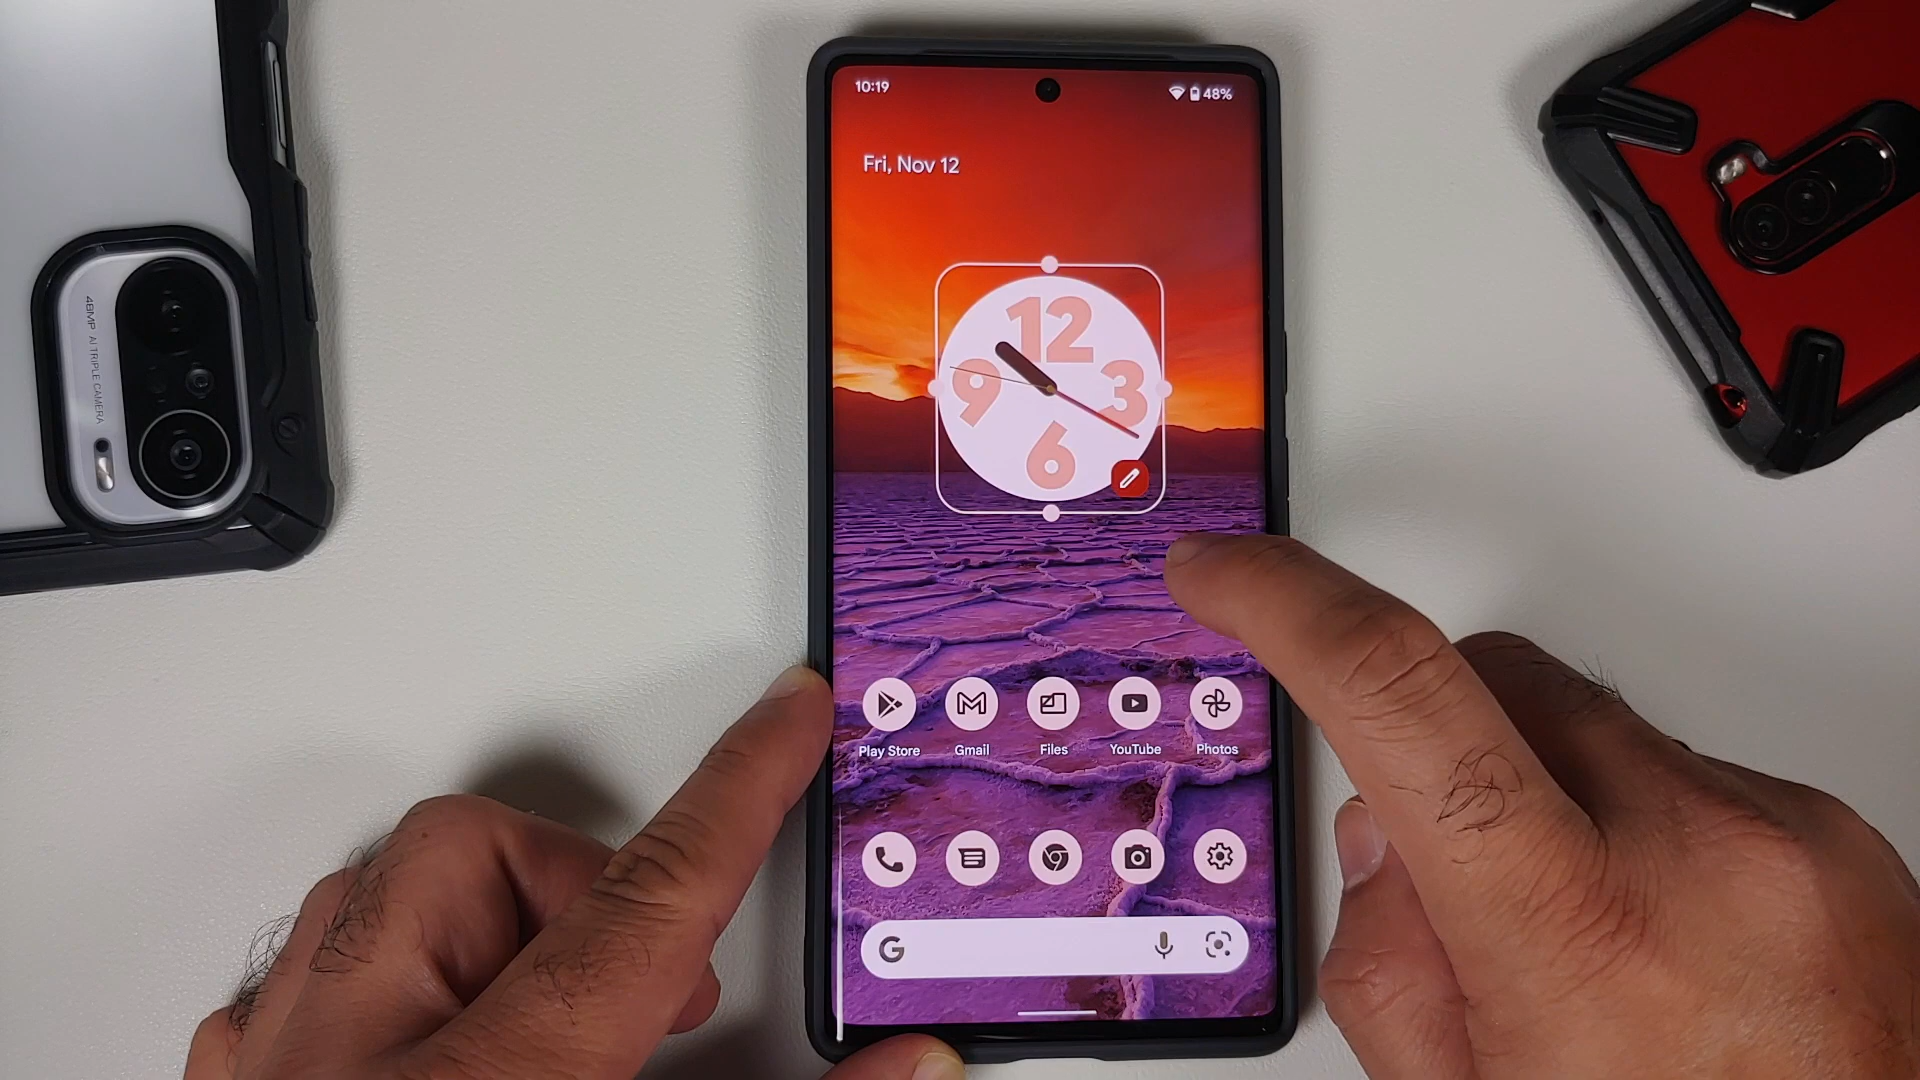 10:19
48%
Fri, Nov 12
12
9
3
6
Play Store
Gmail
Files
YouTube
Photos
G
48MP AI TRIPLE CAMERA